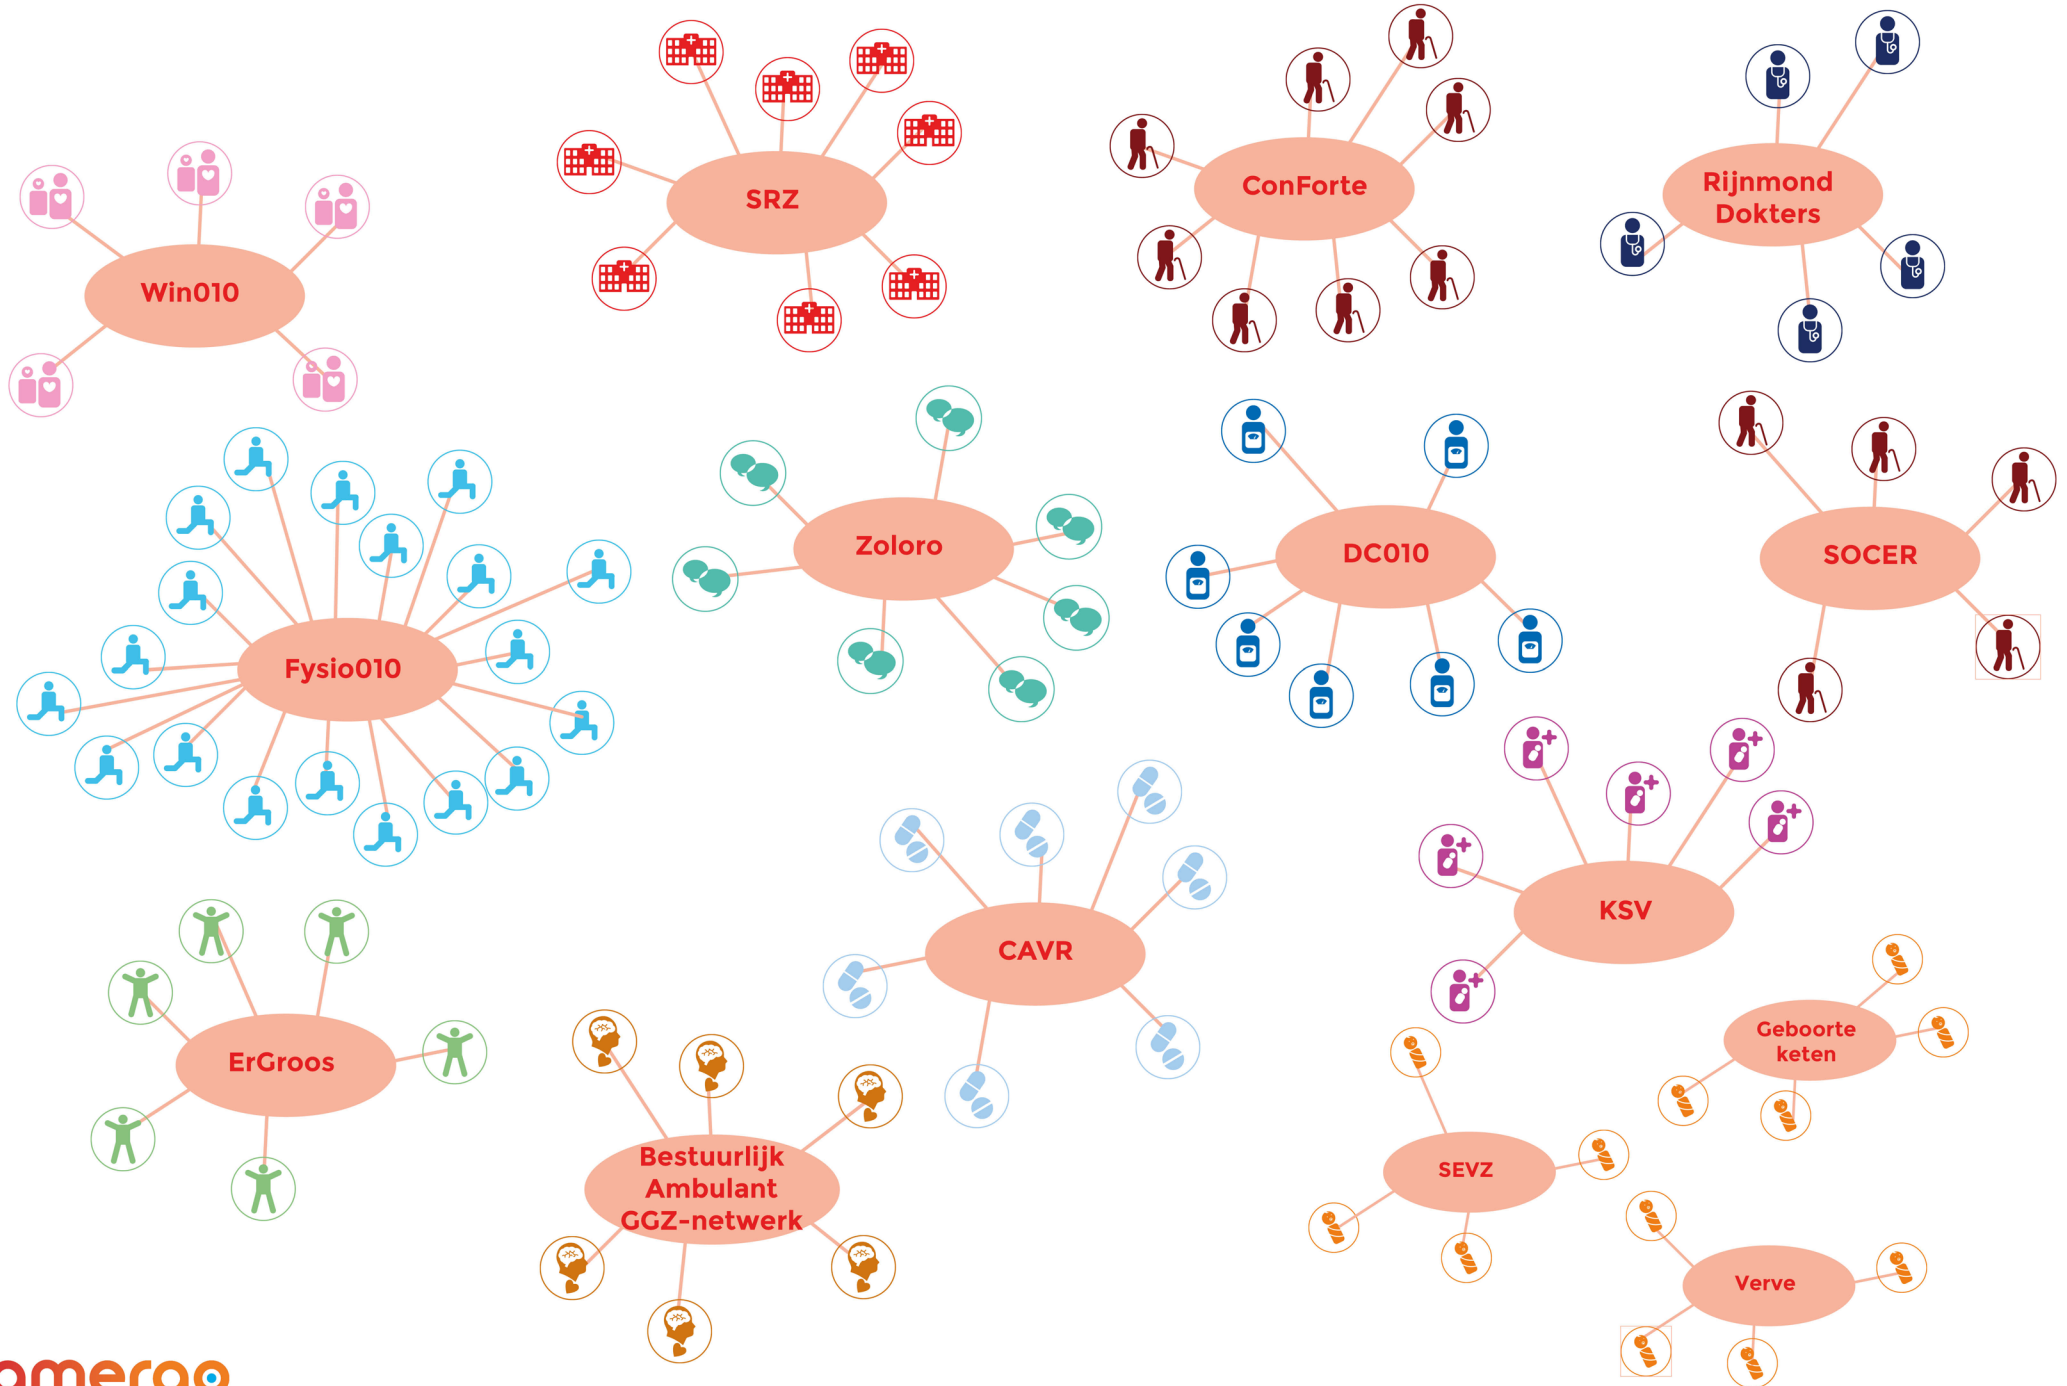 SRZ
ConForte
Rijnmond
Dokters
Win010
Zoloro
DC010
SOCER
Fysio010
KSV
CAVR
ErGroos
Geboorte
keten
Bestuurlijk
Ambulant
GGZ-netwerk
SEVZ
Verve